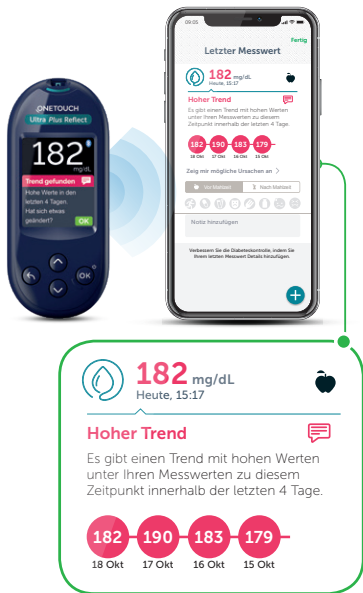 ONETOUCH
Ultra Plus Reflect
182
mg/dL
Trend gefunden
Hohe Werte in den
letzten 4 Tagen.
Hat sich etwas
geändert?
OK
OK
09:05
Fertig
Letzter Messwert
182 mg/dL
Heute, 15:17
Hoher Trend
Es gibt einen Trend mit hohen Werten
unter Ihren Messwerten zu diesem
Zeitpunkt innerhalb der letzten 4 Tage.
182 190 183 179
18 Okt 17 Okt 16 Okt 15 Okt
Zeig mir mögliche Ursachen an
Vor Mahlzeit Nach Mahlzeit
Notiz hinzufügen
Verbessern Sie die Diabeteskontrolle, indem Sie
Ihrem letzten Messwert Details hinzufügen.
182 mg/dL
Heute, 15:17
Hoher Trend
Es gibt einen Trend mit hohen Werten
unter Ihren Messwerten zu diesem
Zeitpunkt innerhalb der letzten 4 Tage.
182 190 183 179
18 Okt 17 Okt 16 Okt 15 Okt